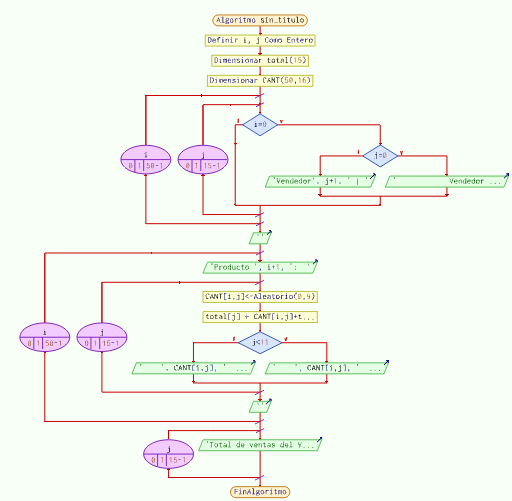 Algoritmo sin_titulo
Definir i, j Como Entero
Dimensionar total(15)
Dimensionar CANT(50,16)
i=0
F V
i
0 1 50-1
j
0 1 15-1
j=0
F V
'Vendedor', j+1, ' | '
' Vendedor ...
''
'Producto ', i+1, ': '
CANT[i,j]<-Aleatorio(0,9)
total[j] + CANT[i,j]+t...
i
0 1 50-1
j
0 1 15-1
F V
' ', CANT[i,j], ' ...
' ', CANT[i,j], ' ...
''
j
0 1 15-1
'Total de ventas del V...
FinAlgoritmo